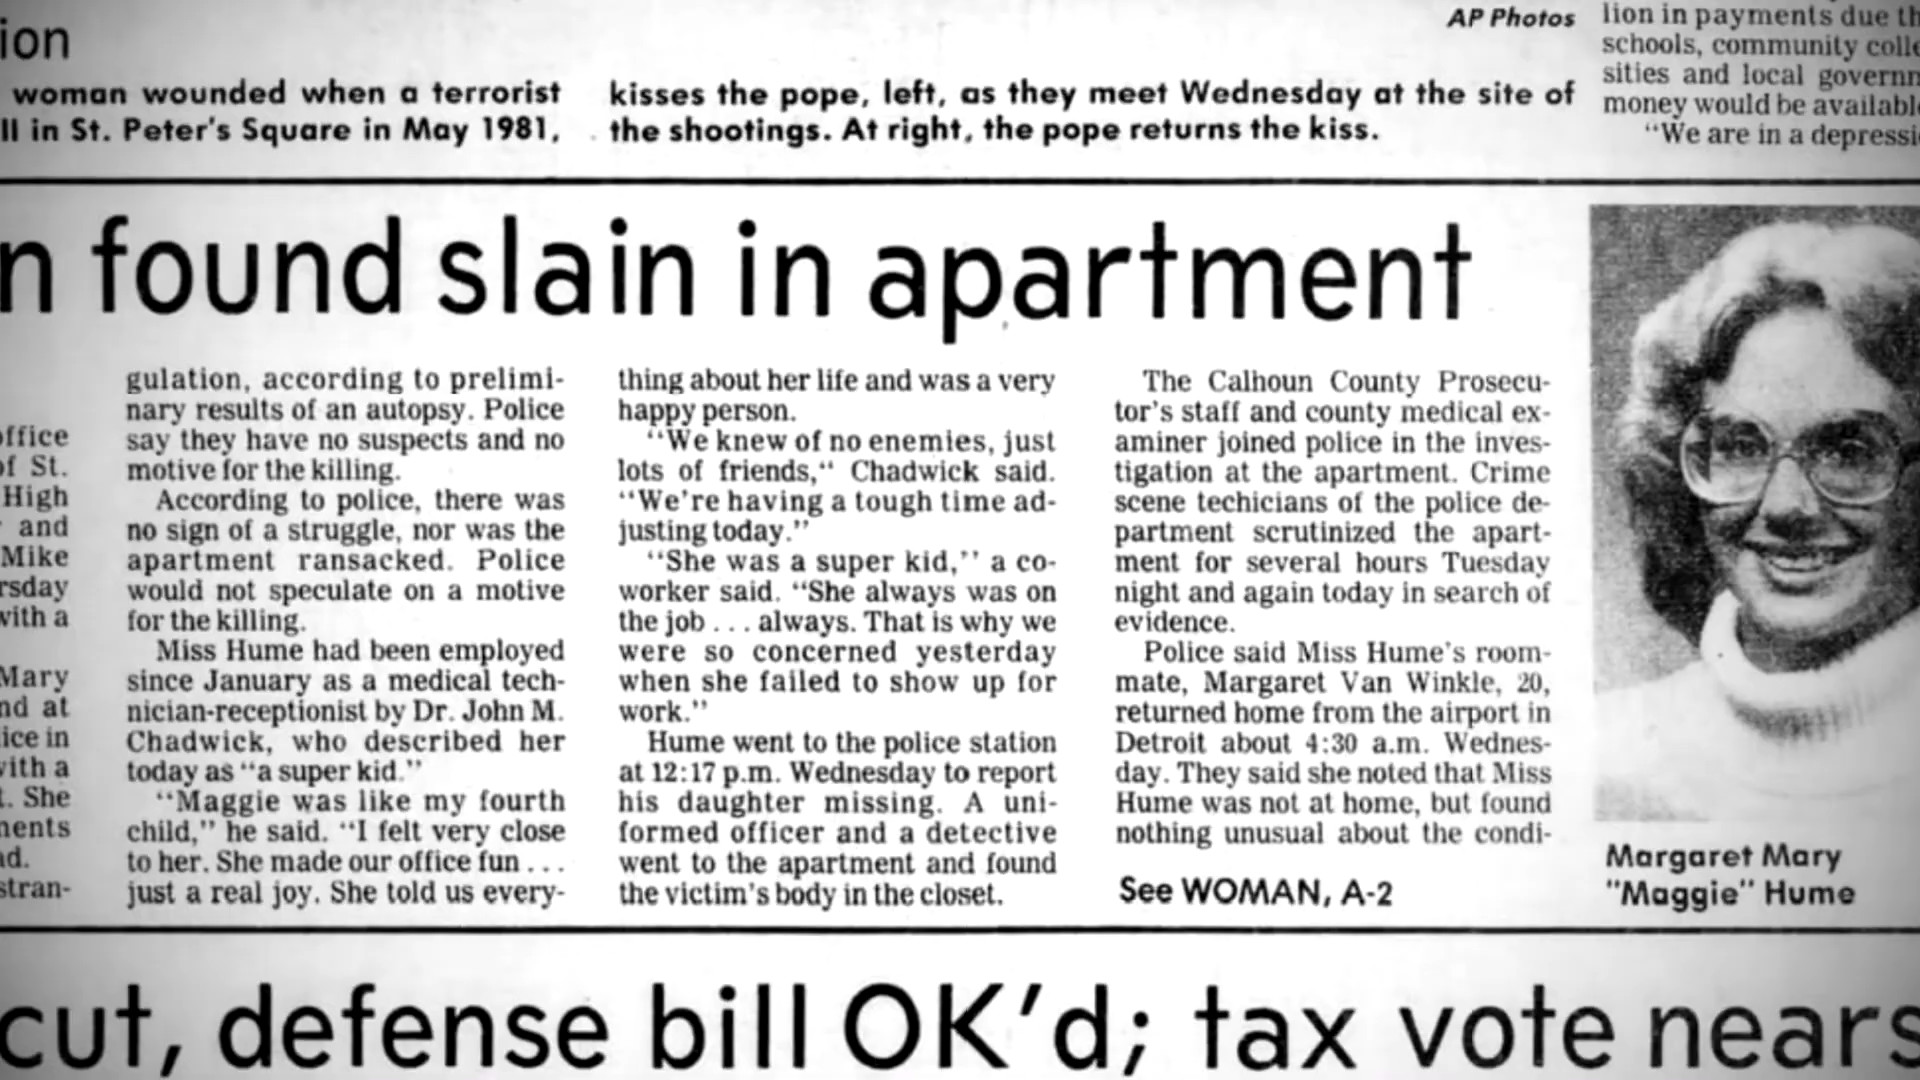 ion
woman wounded when a terrorist
ll in St. Peter's Square in May 1981,
kisses the pope, left, as they meet Wednesday at the site of
the shootings. At right, the pope returns the kiss.
AP Photos
lion in payments due th
schools, community colle
sities and local governm
money would be available
"We are in a depressi
n found slain in apartment
office
of St.
High
and
Mike
rsday
with a
Mary
nd at
ice in
with a
t. She
ments
ad.
stran-
gulation, according to prelimi-
nary results of an autopsy. Police
say they have no suspects and no
motive for the killing.
According to police, there was
no sign of a struggle, nor was the
apartment ransacked. Police
would not speculate on a motive
for the killing.
Miss Hume had been employed
since January as a medical tech-
nician-receptionist by Dr. John M.
Chadwick, who described her
today as "a super kid."
"Maggie was like my fourth
child," he said. "I felt very close
to her. She made our office fun . . .
just a real joy. She told us every-
thing about her life and was a very
happy person.
"We knew of no enemies, just
lots of friends," Chadwick said.
"We're having a tough time ad-
justing today."
"She was a super kid," a co-
worker said. "She always was on
the job . . . always. That is why we
were so concerned yesterday
when she failed to show up for
work."
Hume went to the police station
at 12:17 p.m. Wednesday to report
his daughter missing. A uni-
formed officer and a detective
went to the apartment and found
the victim's body in the closet.
The Calhoun County Prosecu-
tor's staff and county medical ex-
aminer joined police in the inves-
tigation at the apartment. Crime
scene techicians of the police de-
partment scrutinized the apart-
ment for several hours Tuesday
night and again today in search of
evidence.
Police said Miss Hume's room-
mate, Margaret Van Winkle, 20,
returned home from the airport in
Detroit about 4:30 a.m. Wednes-
day. They said she noted that Miss
Hume was not at home, but found
nothing unusual about the condi-
See WOMAN, A-2
Margaret Mary
"Maggie" Hume
cut, defense bill OK'd; tax vote nears